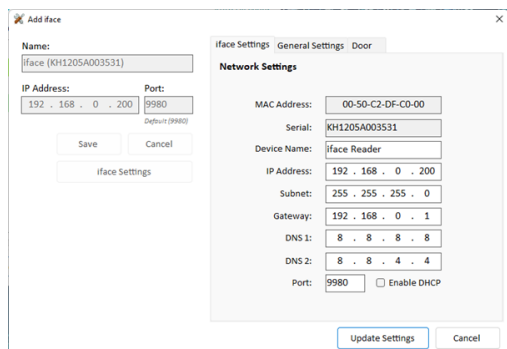 Add iface
Name:
iface (KH1205A003531)
IP Address: Port:
192 . 168 . 0 . 200 9980
Default (9980)
Save Cancel
iface Settings
iface Settings General Settings Door
Network Settings
MAC Address: 00-50-C2-DF-C0-00
Serial: KH1205A003531
Device Name: iface Reader
IP Address: 192 . 168 . 0 . 200
Subnet: 255 . 255 . 255 . 0
Gateway: 192 . 168 . 0 . 1
DNS 1: 8 . 8 . 8 . 8
DNS 2: 8 . 8 . 4 . 4
Port: 9980 Enable DHCP
Update Settings Cancel